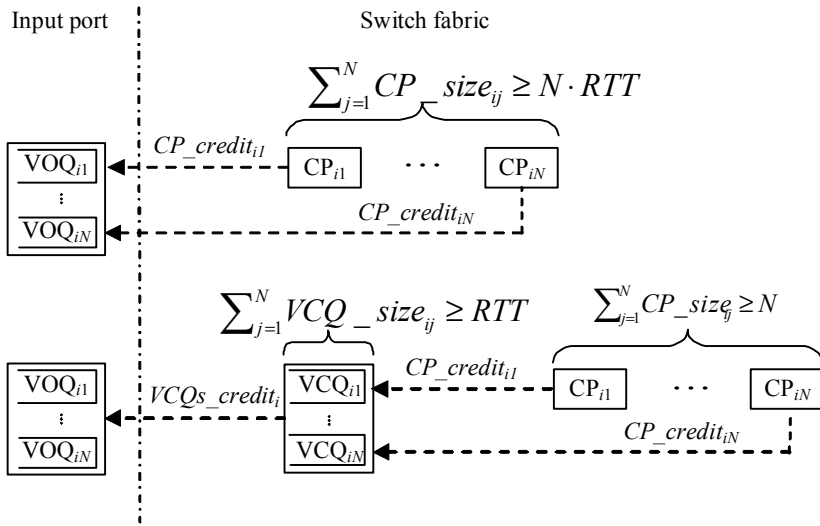 Input port
Switch fabric
∑_{j=1}^{N} CP_size_{ij} ≥ N · RTT
CP_credit_{i1}
VOQ_{i1}
⋮
VOQ_{iN}
CP_{i1}
···
CP_{iN}
CP_credit_{iN}
∑_{j=1}^{N} VCQ_size_{ij} ≥ RTT
∑_{j=1}^{N} CP_size_{ij} ≥ N
VOQ_{i1}
⋮
VOQ_{iN}
VCQs_credit_{i}
VCQ_{i1}
⋮
VCQ_{iN}
CP_credit_{i1}
CP_{i1}
···
CP_{iN}
CP_credit_{iN}